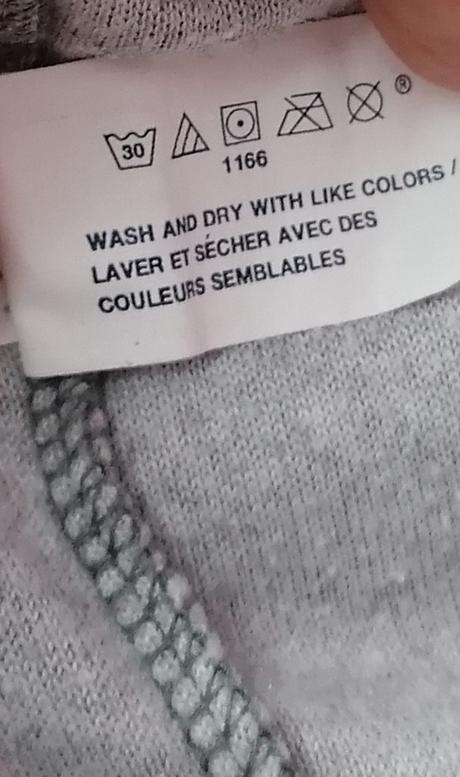 30
®
1166
WASH AND DRY WITH LIKE COLORS /
LAVER ET SÉCHER AVEC DES
COULEURS SEMBLABLES